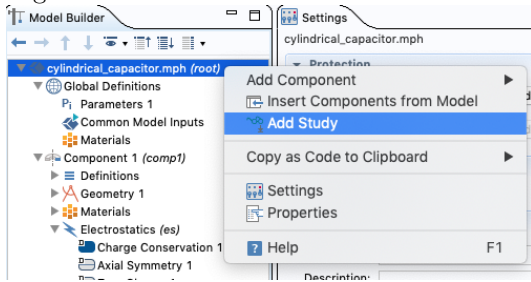 Model Builder
Settings
cylindrical_capacitor.mph
Protection
cylindrical_capacitor.mph (root)
Global Definitions
Pi Parameters 1
Common Model Inputs
Materials
Component 1 (comp1)
Definitions
Geometry 1
Materials
Electrostatics (es)
Charge Conservation 1
Axial Symmetry 1
Add Component
Insert Components from Model
Add Study
Copy as Code to Clipboard
Settings
Properties
? Help F1
Description: